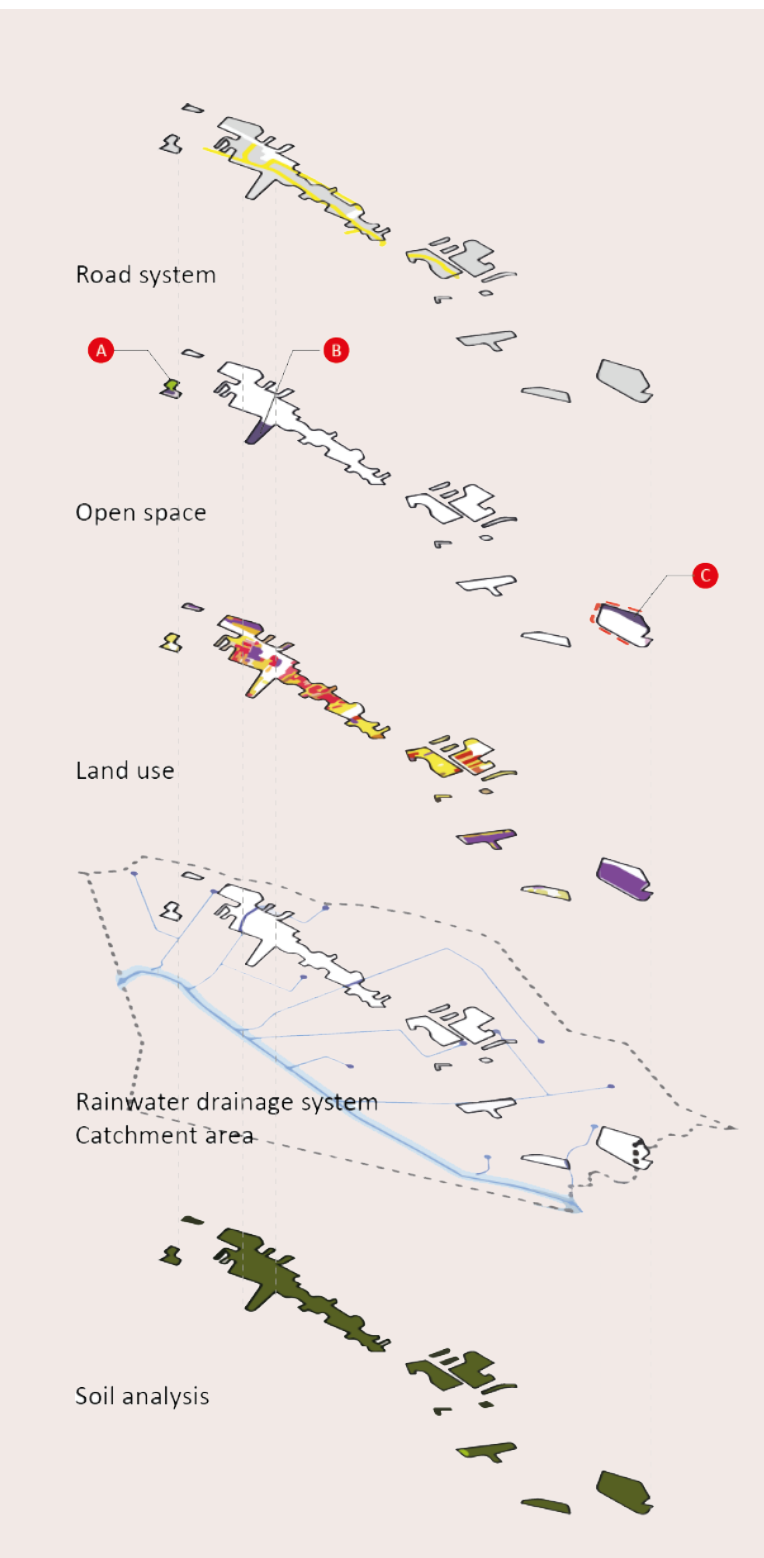 Road system
A
B
Open space
C
Land use
Rainwater drainage system
Catchment area
Soil analysis